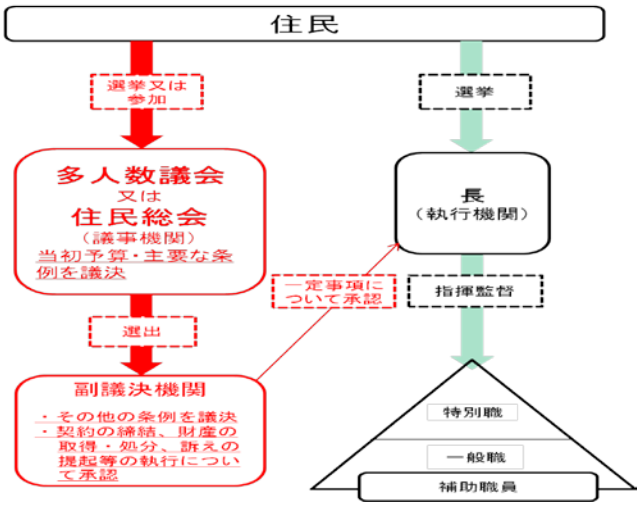 住民
選挙又は
参加
選挙
多人数議会
又は
住民総会
(議事機関)
当初予算・主要な条
例を議決
長
(執行機関)
一定事項に
ついて承認
指揮監督
選出
副議決機関
・その他の条例を議決
・契約の締結、財産の
取得・処分、訴えの
提起等の執行につい
て承認
特別職
一般職
補助職員